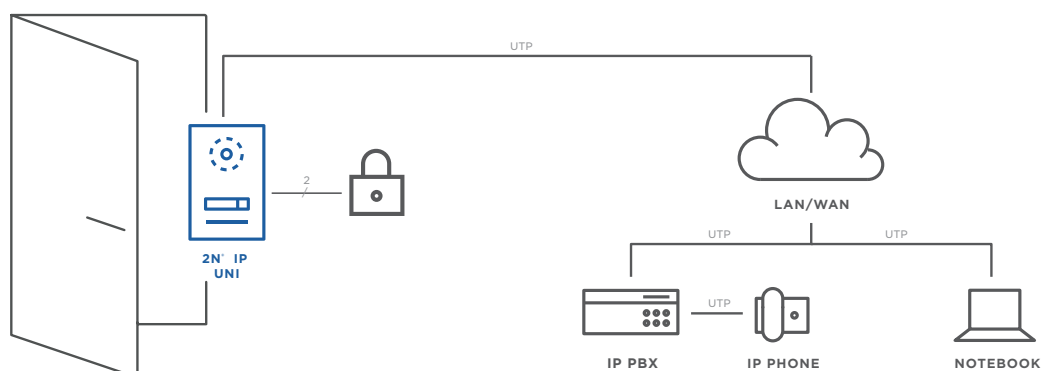 UTP
2
2N® IP
UNI
LAN/WAN
UTP UTP
UTP
IP PBX IP PHONE NOTEBOOK